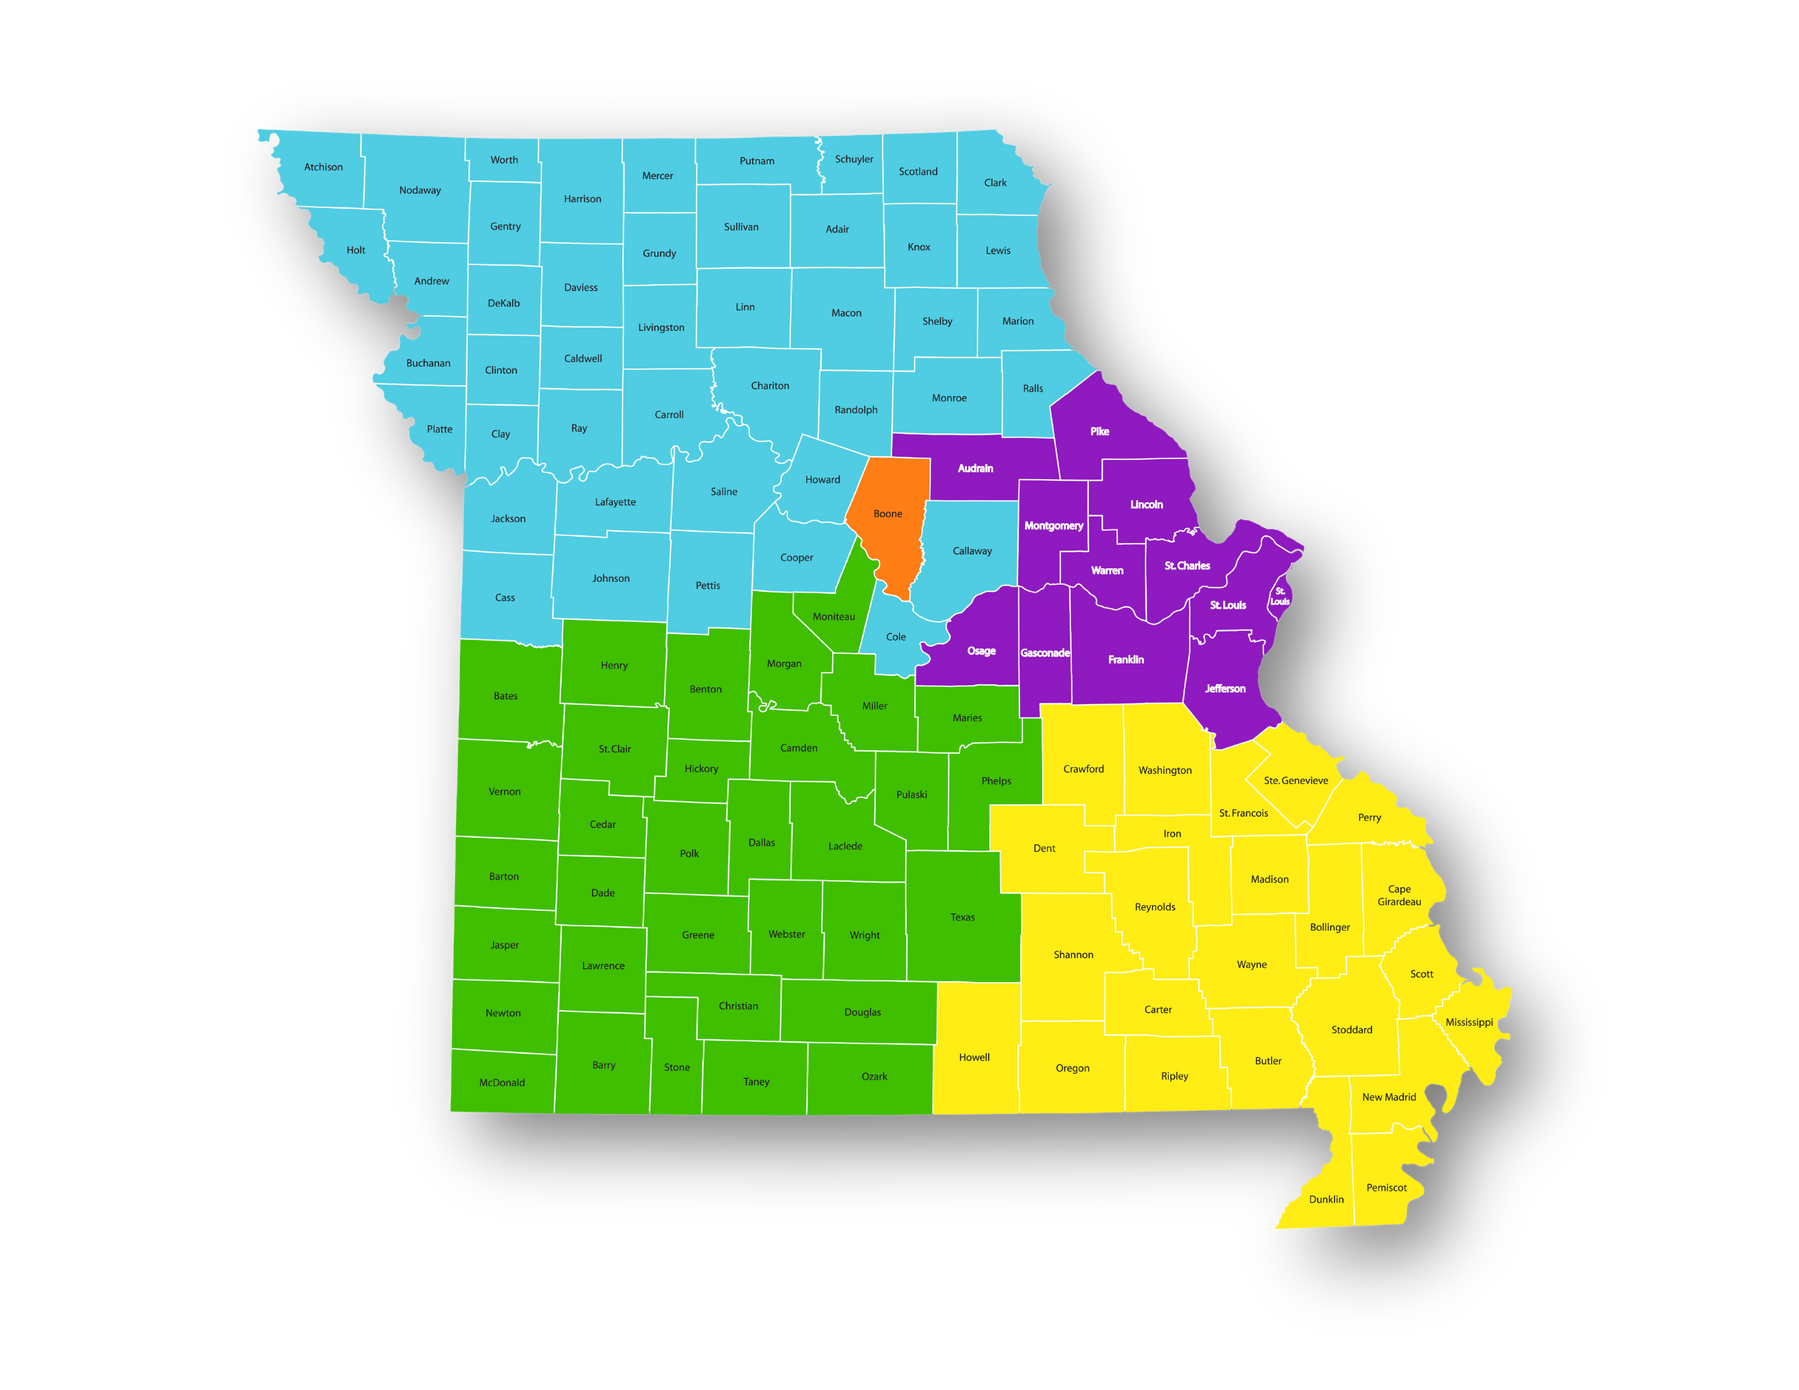 Atchison
Nodaway
Worth
Harrison
Mercer
Putnam
Schuyler
Scotland
Clark
Holt
Andrew
Gentry
DeKalb
Daviess
Grundy
Sullivan
Adair
Knox
Lewis
Buchanan
Clinton
Caldwell
Livingston
Linn
Macon
Shelby
Marion
Platte
Clay
Ray
Carroll
Chariton
Randolph
Monroe
Ralls
Pike
Audrain
Jackson
Lafayette
Saline
Howard
Boone
Callaway
Montgomery
Lincoln
Warren
St. Charles
St. Louis
St.
Louis
Cass
Johnson
Pettis
Cooper
Moniteau
Cole
Osage
Gasconade
Franklin
Jefferson
Bates
Henry
Benton
Morgan
Miller
Maries
Vernon
St. Clair
Hickory
Camden
Pulaski
Phelps
Crawford
Washington
St. Francois
Ste. Genevieve
Perry
Barton
Cedar
Polk
Dallas
Laclede
Dent
Iron
Madison
Cape
Girardeau
Bollinger
Jasper
Dade
Greene
Webster
Wright
Texas
Shannon
Reynolds
Wayne
Scott
Newton
Lawrence
Christian
Douglas
Howell
Carter
Stoddard
Mississippi
McDonald
Barry
Stone
Taney
Ozark
Oregon
Ripley
Butler
New Madrid
Dunklin
Pemiscot